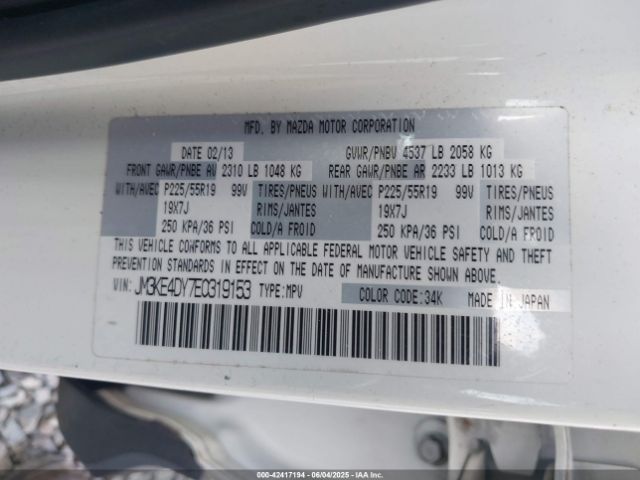 MFD. BY MAZDA MOTOR CORPORATION
DATE 02/13 GVWR/PNBV 4537 LB 2058 KG
FRONT GAWR/PNBE AV 2310 LB 1048 KG REAR GAWR/PNBE AR 2233 LB 1013 KG
WITH/AVEC P225/55R19 99V TIRES/PNEUS WITH/AVEC P225/55R19 99V TIRES/PNEUS
19X7J RIMS/JANTES 19X7J RIMS/JANTES
250 KPA/36 PSI COLD/A FROID 250 KPA/36 PSI COLD/A FROID
THIS VEHICLE CONFORMS TO ALL APPLICABLE FEDERAL MOTOR VEHICLE SAFETY AND THEFT
PREVENTION STANDARDS IN EFFECT ON THE DATE OF MANUFACTURE SHOWN ABOVE.
VIN: JM3KE4DY7E0319153 TYPE:MPV COLOR CODE:34K MADE IN JAPAN
000-42417194 06/04/2025 - IAAI.COM